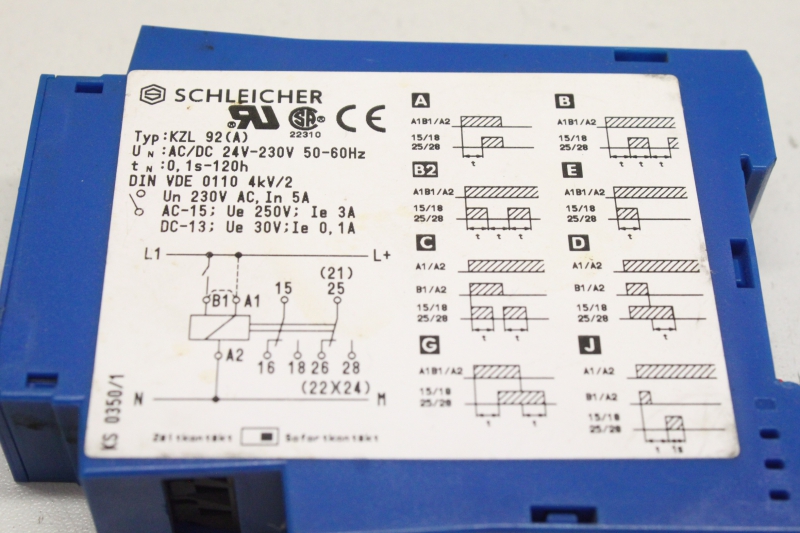 SCHLEICHER
RU SA CE
22310
Typ:KZL 92(A)
UN:AC/DC 24V-230V 50-60Hz
tN:0,1s-120h
DIN VDE 0110 4kV/2
Un 230V AC, In 5A
AC-15; Ue 250V; Ie 3A
DC-13; Ue 30V;Ie 0,1A
L1 L+
(21)
15 25
B1 A1
A2
16 18 26 28
(22X24)
N M
KS 0350/1
Zeitkontakt Sofortkontakt
A
A1B1/A2
15/18
25/28
t
B
A1B1/A2
15/18
25/28
t t t
B2
A1B1/A2
15/18
25/28
t t t
E
A1B1/A2
15/18
25/28
t
C
A1/A2
B1/A2
15/18
25/28
t t
D
A1/A2
B1/A2
15/18
25/28
t
G
A1B1/A2
15/18
25/28
t t
J
A1/A2
B1/A2
15/18
25/28
t 1s